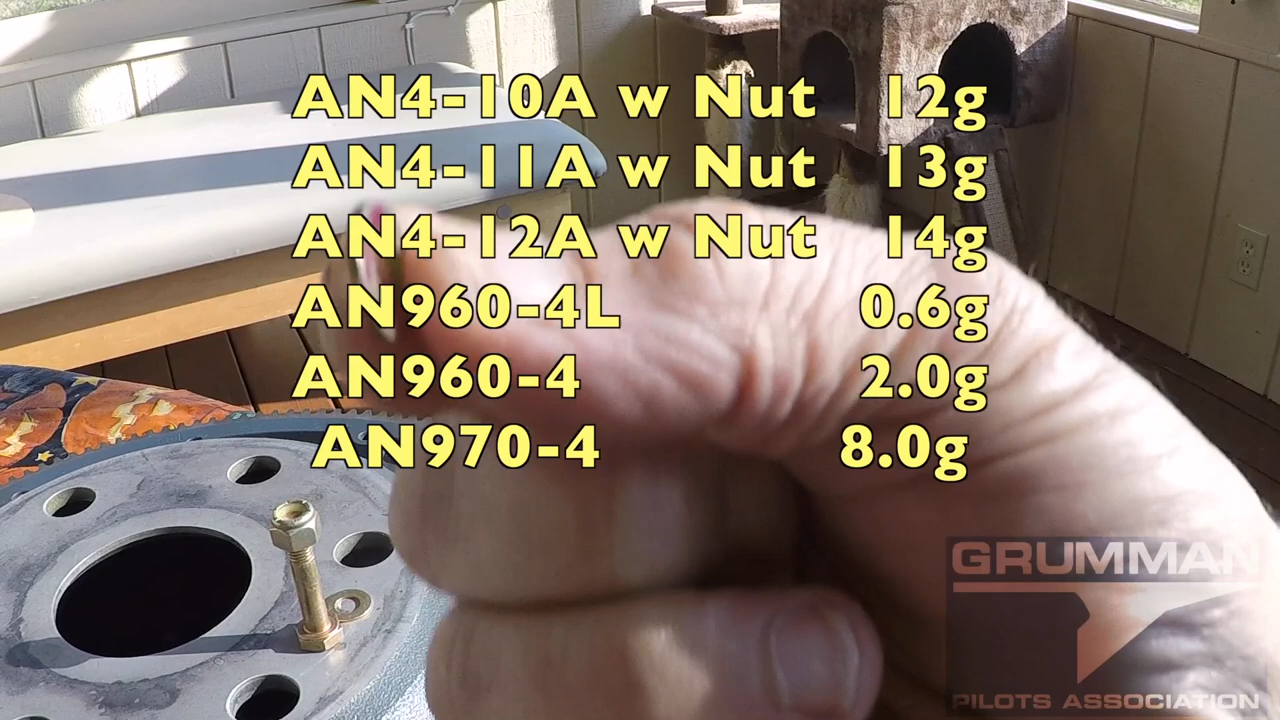 AN4-10A w Nut 12g
AN4-11A w Nut 13g
AN4-12A w Nut 14g
AN960-4L 0.6g
AN960-4 2.0g
AN970-4 8.0g
GRUMMAN
PILOTS ASSOCIATION